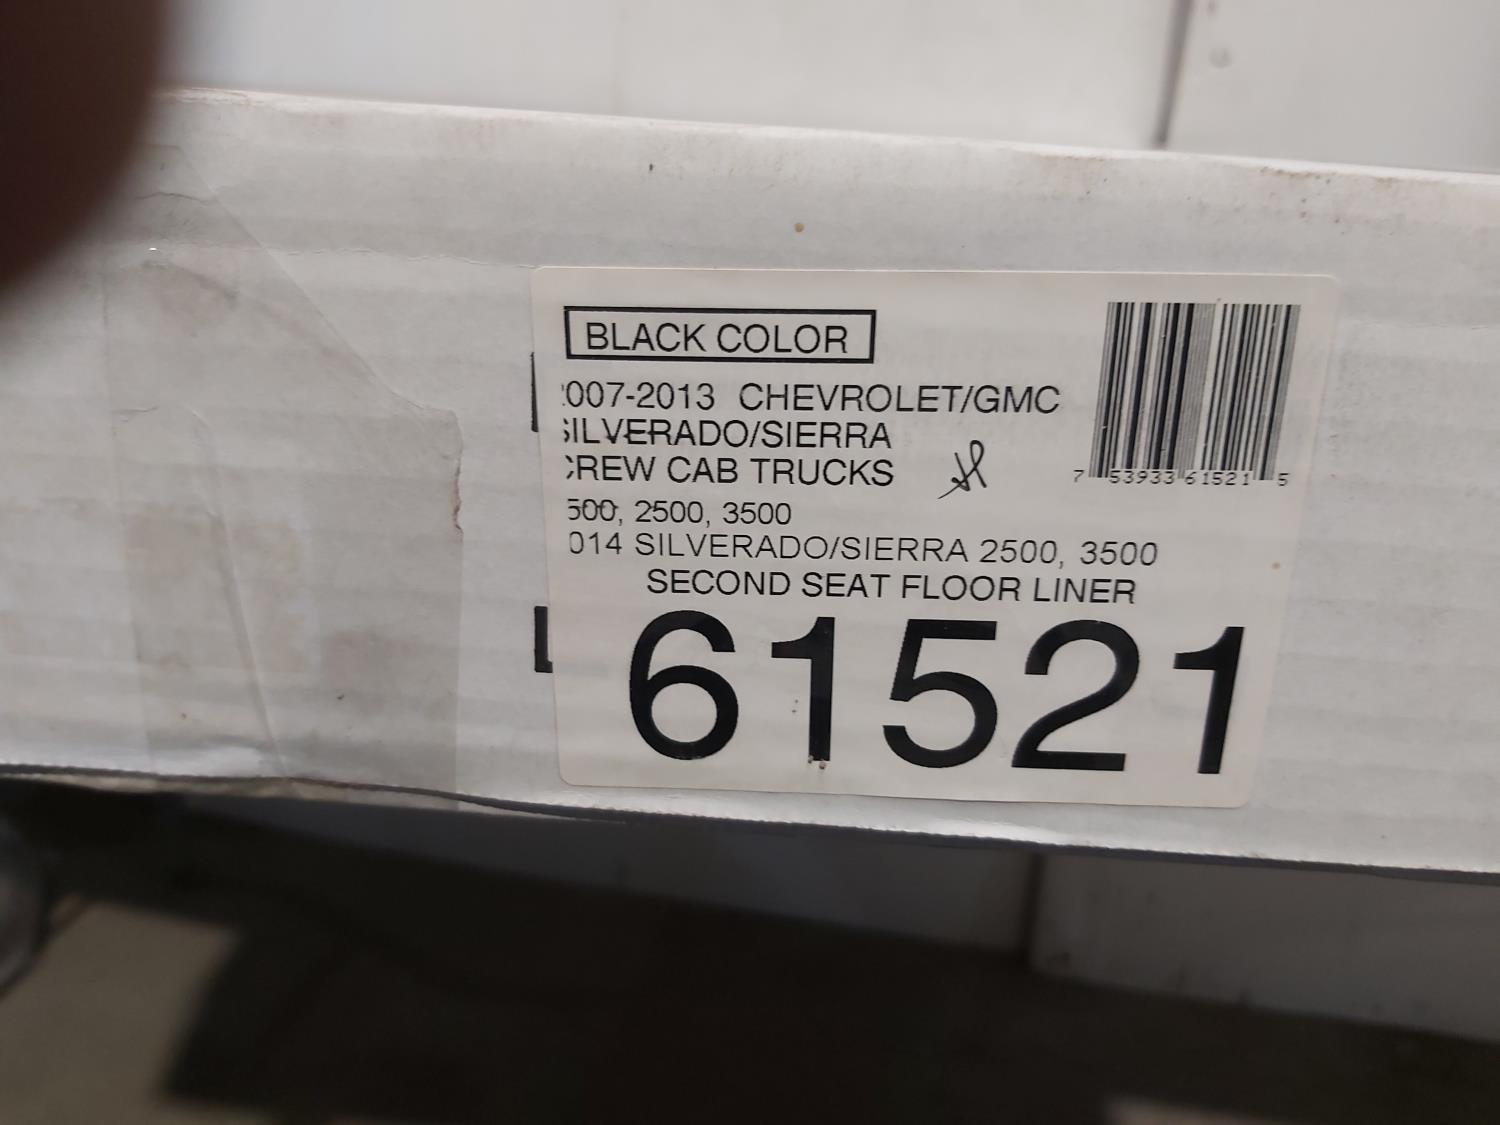 BLACK COLOR
007-2013 CHEVROLET/GMC
SILVERADO/SIERRA
CREW CAB TRUCKS
500, 2500, 3500
014 SILVERADO/SIERRA 2500, 3500
SECOND SEAT FLOOR LINER
61521
7 53933 61521 5